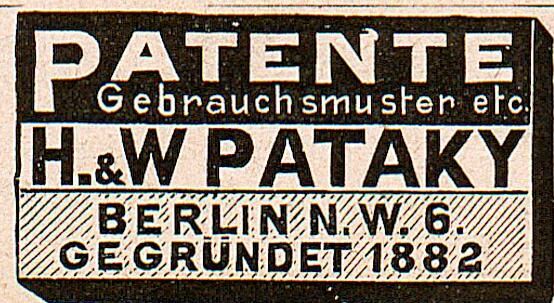 PATENTE
Gebrauchsmuster etc.
H. & W PATAKY
BERLIN N. W. 6.
GEGRÜNDET 1882